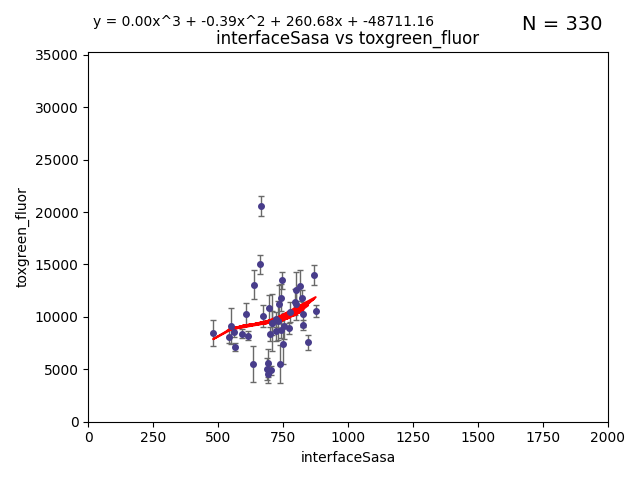 y = 0.00x^3 + -0.39x^2 + 260.68x + -48711.16
N = 330
interfaceSasa vs toxgreen_fluor
35000
30000
25000
20000
15000
10000
5000
0
toxgreen_fluor
0 250 500 750 1000 1250 1500 1750 2000
interfaceSasa